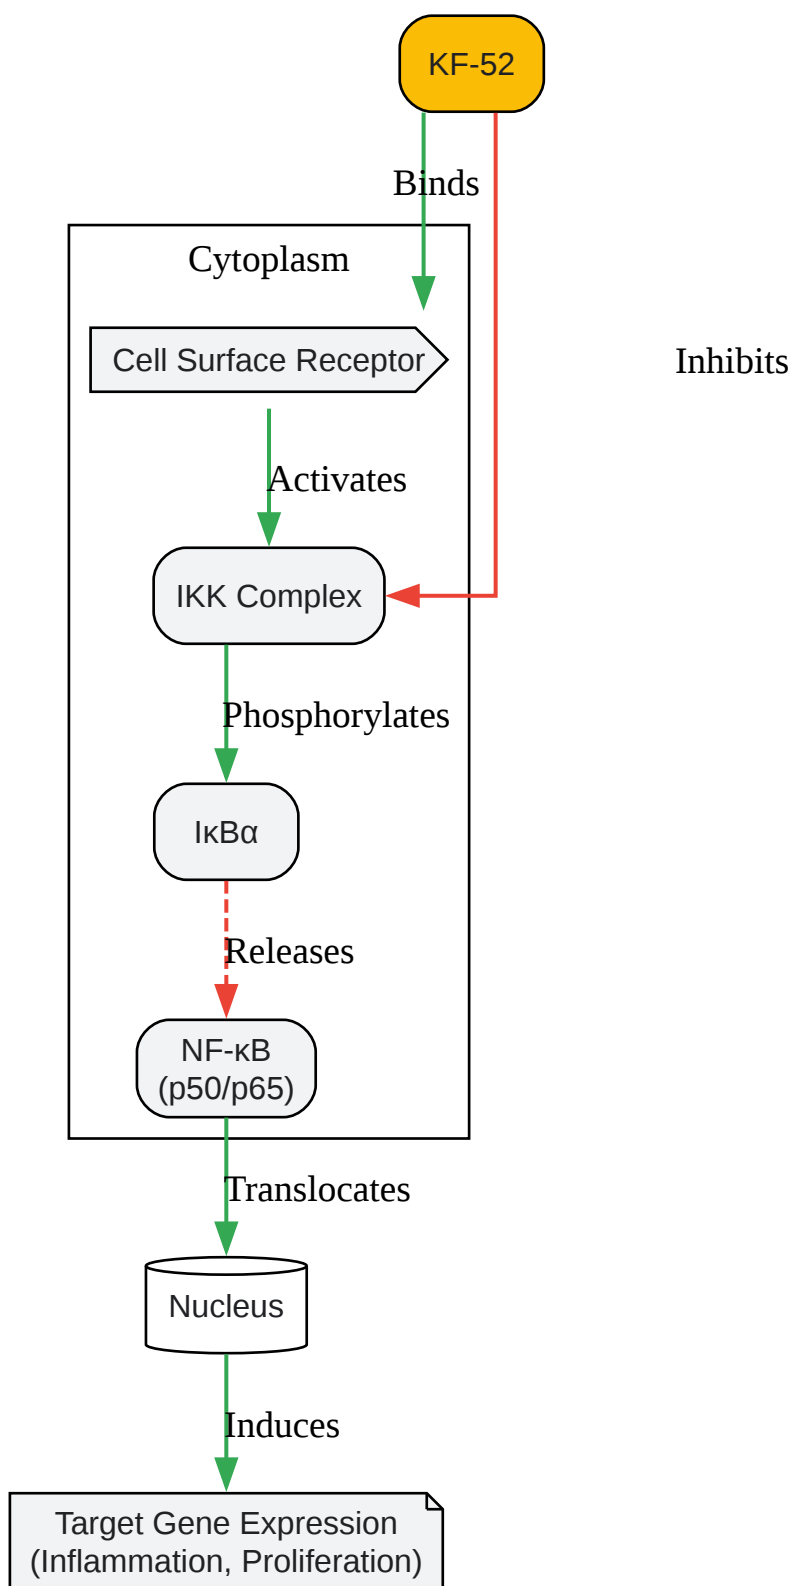 KF-52
Binds
Cytoplasm
Cell Surface Receptor
Inhibits
Activates
IKK Complex
Phosphorylates
IκBα
Releases
NF-κB
(p50/p65)
Translocates
Nucleus
Induces
Target Gene Expression
(Inflammation, Proliferation)